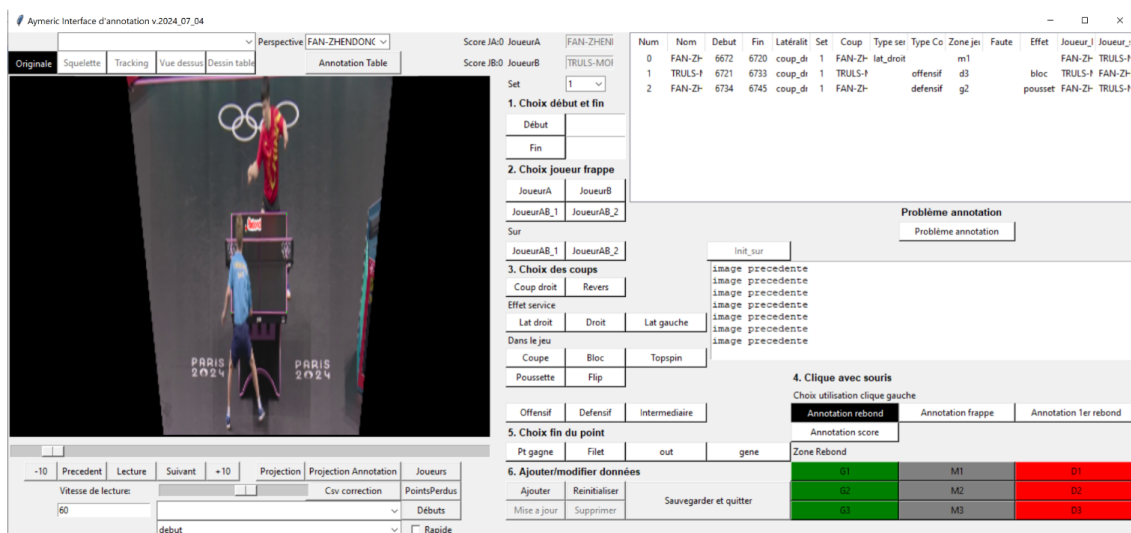 Aymeric Interface d'annotation v.2024_07_04
Perspective FAN-ZHENDONG Score JA:0 JoueurA FAN-ZHENI
Originale Squelette Tracking Vue dessus Dessin table Annotation Table Score JB:0 JoueurB TRULS-MOI
Num Nom Debut Fin Latéralit Set Coup Type ser Type Co Zone jeu Faute Effet Joueur_l Joueur_s
0 FAN-ZH 6672 6720 coup_dr 1 FAN-ZH lat_droit m1
1 TRULS-M 6721 6733 coup_dr 1 TRULS-M offensif d3 bloc TRULS-M FAN-ZH
2 FAN-ZH 6734 6745 coup_dr 1 FAN-ZH defensif g2 pousset FAN-ZH TRULS-M
Set 1
1. Choix début et fin
Début
Fin
2. Choix joueur frappe
JoueurA JoueurB
JoueurAB_1 JoueurAB_2
Sur
JoueurAB_1 JoueurAB_2 Init_sur
Problème annotation
Problème annotation
3. Choix des coups
Coup droit Revers
Effet service
Lat droit Droit Lat gauche
Dans le jeu
Coupe Bloc Topspin
Poussette Flip
Offensif Defensif Intermediaire
image precedente
image precedente
image precedente
image precedente
image precedente
image precedente
image precedente
PARIS
2024
PARIS
2024
4. Clique avec souris
Choix utilisation clique gauche
Annotation rebond Annotation frappe Annotation 1er rebond
Annotation score
5. Choix fin du point
Pt gagne Filet out gene
Zone Rebond
G1 M1 D1
G2 M2 D2
G3 M3 D3
6. Ajouter/modifier données
Ajouter Reinitialiser Sauvegarder et quitter
Mise a jour Supprimer
-10 Precedent Lecture Suivant +10 Projection Projection Annotation Joueurs
Vitesse de lecture: Csv correction PointsPerdus
60 Débuts
debut Rapide